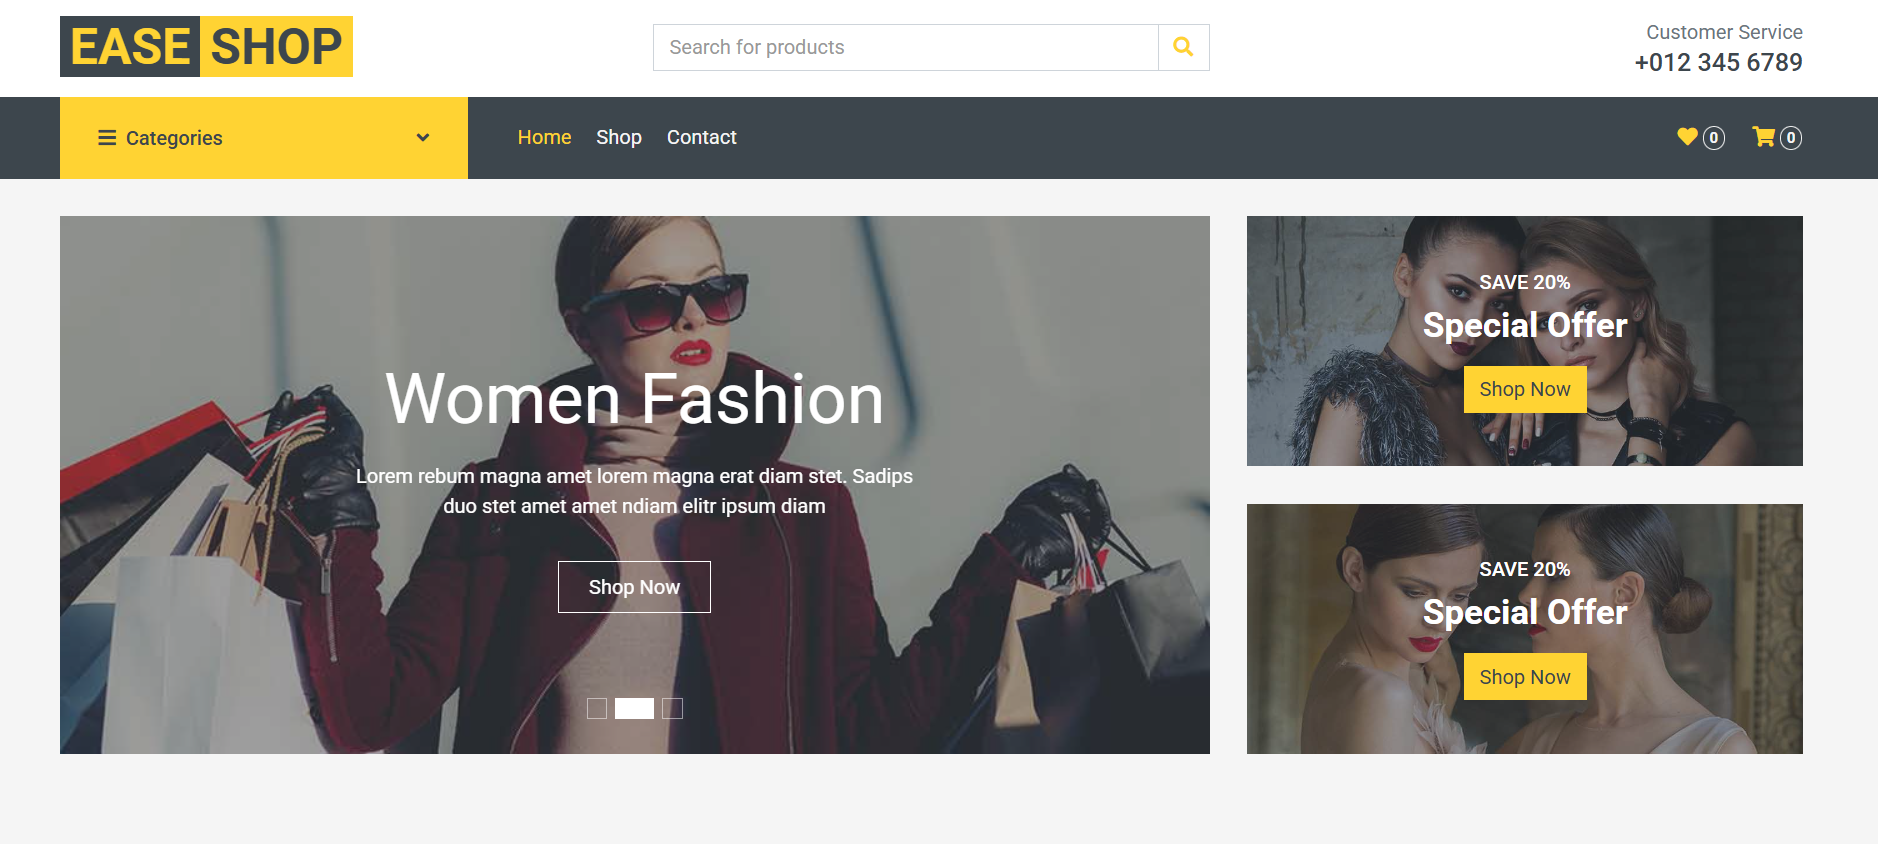 EASE SHOP
Search for products
Customer Service
+012 345 6789
Categories
Home Shop Contact
0 0
Women Fashion
Lorem rebum magna amet lorem magna erat diam stet. Sadips
duo stet amet amet ndiam elitr ipsum diam
Shop Now
SAVE 20%
Special Offer
Shop Now
SAVE 20%
Special Offer
Shop Now